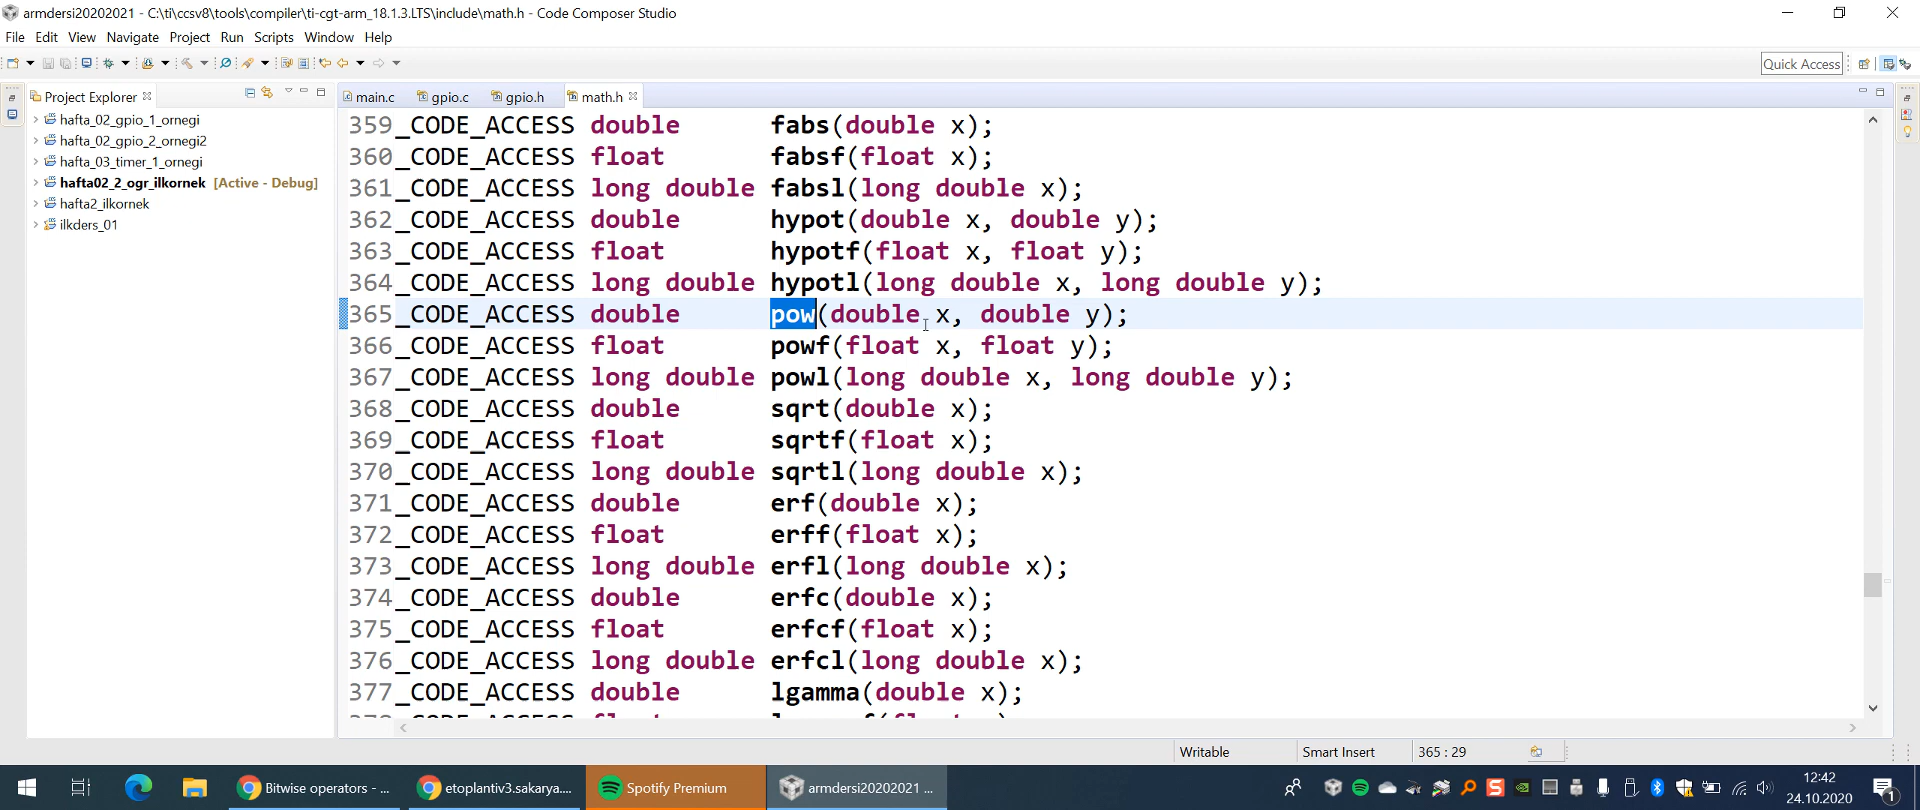 armdersi20202021 - C:\ti\ccsv8\tools\compiler\ti-cgt-arm_18.1.3.LTS\include\math.h - Code Composer Studio
File Edit View Navigate Project Run Scripts Window Help
Quick Access
Project Explorer
hafta_02_gpio_1_ornegi
hafta_02_gpio_2_ornegi2
hafta_03_timer_1_ornegi
hafta02_2_ogr_ilkornek [Active - Debug]
hafta2_ilkornek
ilkders_01
main.c gpio.c gpio.h math.h
359 _CODE_ACCESS double fabs(double x);
360 _CODE_ACCESS float fabsf(float x);
361 _CODE_ACCESS long double fabsl(long double x);
362 _CODE_ACCESS double hypot(double x, double y);
363 _CODE_ACCESS float hypotf(float x, float y);
364 _CODE_ACCESS long double hypotl(long double x, long double y);
365 _CODE_ACCESS double pow(double x, double y);
366 _CODE_ACCESS float powf(float x, float y);
367 _CODE_ACCESS long double powl(long double x, long double y);
368 _CODE_ACCESS double sqrt(double x);
369 _CODE_ACCESS float sqrtf(float x);
370 _CODE_ACCESS long double sqrtl(long double x);
371 _CODE_ACCESS double erf(double x);
372 _CODE_ACCESS float erff(float x);
373 _CODE_ACCESS long double erfl(long double x);
374 _CODE_ACCESS double erfc(double x);
375 _CODE_ACCESS float erfcf(float x);
376 _CODE_ACCESS long double erfcl(long double x);
377 _CODE_ACCESS double lgamma(double x);
Writable Smart Insert 365 : 29
Bitwise operators - ... etoplantiv3.sakarya.... Spotify Premium armdersi20202021 ... 12:42
24.10.2020 1